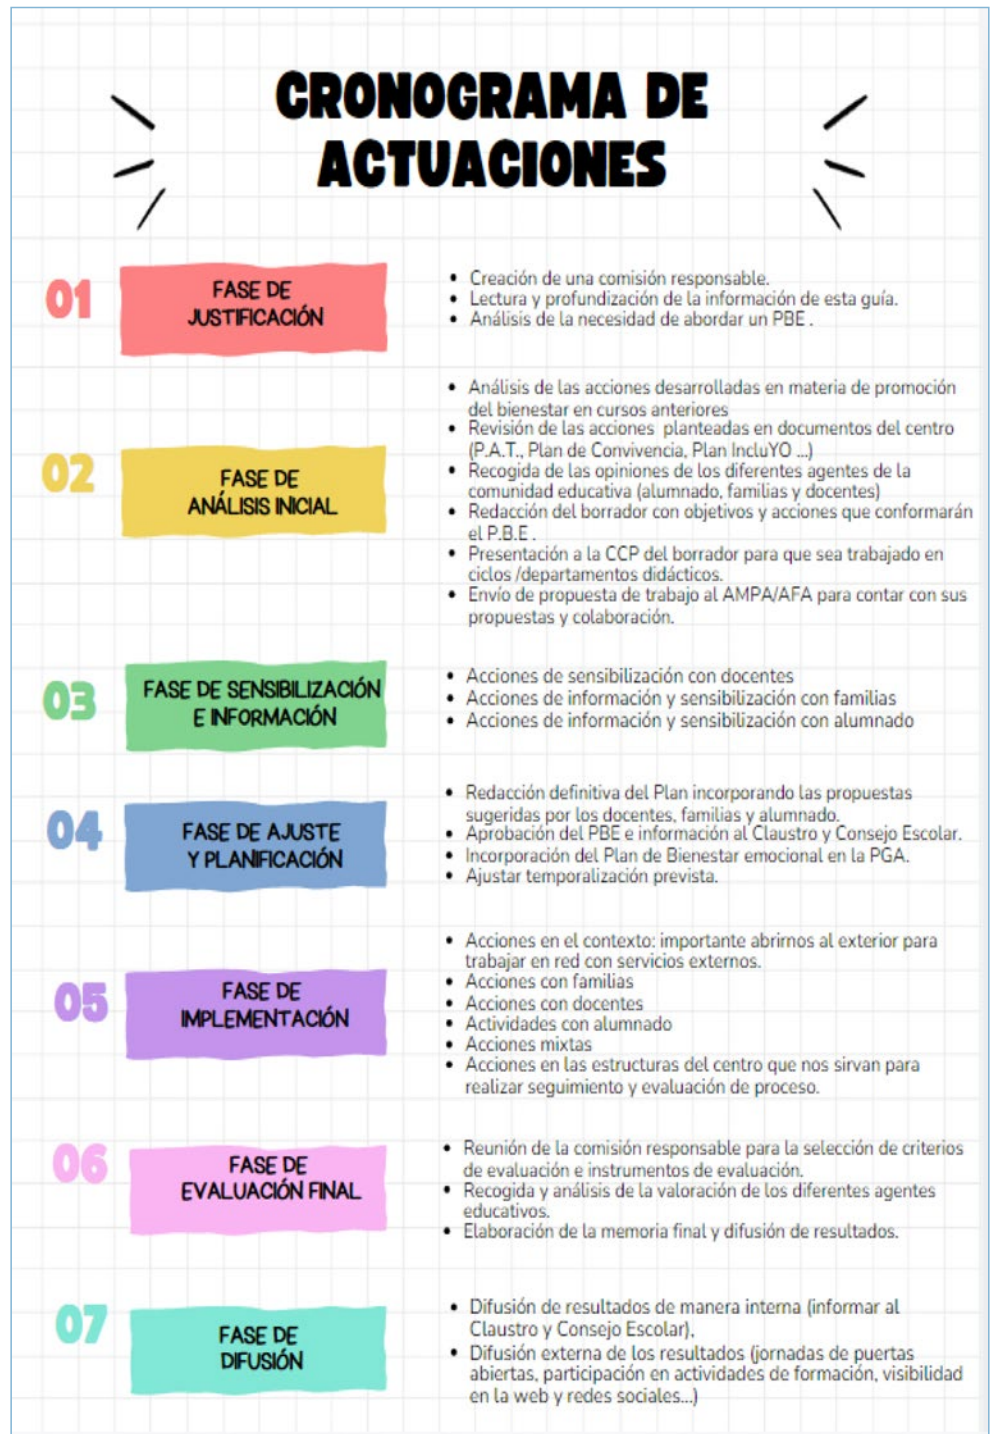 CRONOGRAMA DE
ACTUACIONES
01
FASE DE
JUSTIFICACIÓN
• Creación de una comisión responsable.
• Lectura y profundización de la información de esta guía.
• Análisis de la necesidad de abordar un PBE .
02
FASE DE
ANÁLISIS INICIAL
• Análisis de las acciones desarrolladas en materia de promoción
del bienestar en cursos anteriores
• Revisión de las acciones planteadas en documentos del centro
(P.A.T., Plan de Convivencia, Plan IncluYO ...)
• Recogida de las opiniones de los diferentes agentes de la
comunidad educativa (alumnado, familias y docentes)
• Redacción del borrador con objetivos y acciones que conformarán
el P.B.E .
• Presentación a la CCP del borrador para que sea trabajado en
ciclos /departamentos didácticos.
• Envío de propuesta de trabajo al AMPA/AFA para contar con sus
propuestas y colaboración.
03
FASE DE SENSIBILIZACIÓN
E INFORMACIÓN
• Acciones de sensibilización con docentes
• Acciones de información y sensibilización con familias
• Acciones de información y sensibilización con alumnado
04
FASE DE AJUSTE
Y PLANIFICACIÓN
• Redacción definitiva del Plan incorporando las propuestas
sugeridas por los docentes, familias y alumnado.
• Aprobación del PBE e información al Claustro y Consejo Escolar.
• Incorporación del Plan de Bienestar emocional en la PGA.
• Ajustar temporalización prevista.
05
FASE DE
IMPLEMENTACIÓN
• Acciones en el contexto: importante abrirnos al exterior para
trabajar en red con servicios externos.
• Acciones con familias
• Acciones con docentes
• Actividades con alumnado
• Acciones mixtas
• Acciones en las estructuras del centro que nos sirvan para
realizar seguimiento y evaluación de proceso.
06
FASE DE
EVALUACIÓN FINAL
• Reunión de la comisión responsable para la selección de criterios
de evaluación e instrumentos de evaluación.
• Recogida y análisis de la valoración de los diferentes agentes
educativos.
• Elaboración de la memoria final y difusión de resultados.
07
FASE DE
DIFUSIÓN
• Difusión de resultados de manera interna (informar al
Claustro y Consejo Escolar),
• Difusión externa de los resultados (jornadas de puertas
abiertas, participación en actividades de formación, visibilidad
en la web y redes sociales...)